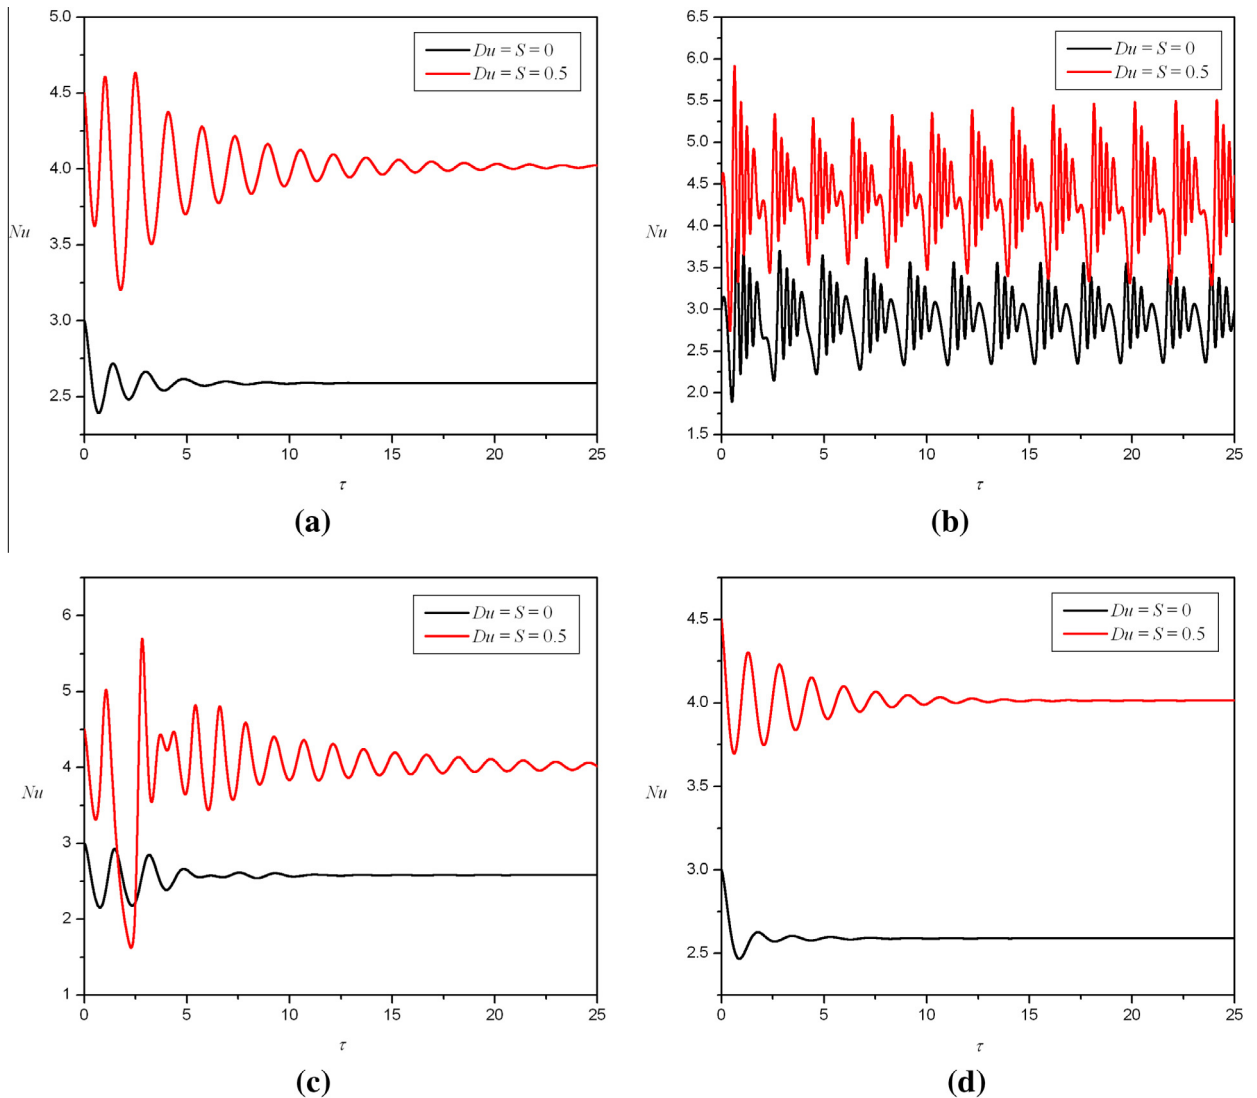 5.0
4.5
4.0
3.5
3.0
2.5
Nu
0 5 10 15 20 25
τ
Du = S = 0
Du = S = 0.5
(a)
6.5
6.0
5.5
5.0
4.5
4.0
3.5
3.0
2.5
2.0
1.5
Nu
0 5 10 15 20 25
τ
Du = S = 0
Du = S = 0.5
(b)
6
5
4
3
2
1
Nu
0 5 10 15 20 25
τ
Du = S = 0
Du = S = 0.5
(c)
4.5
4.0
3.5
3.0
2.5
Nu
0 5 10 15 20 25
τ
Du = S = 0
Du = S = 0.5
(d)